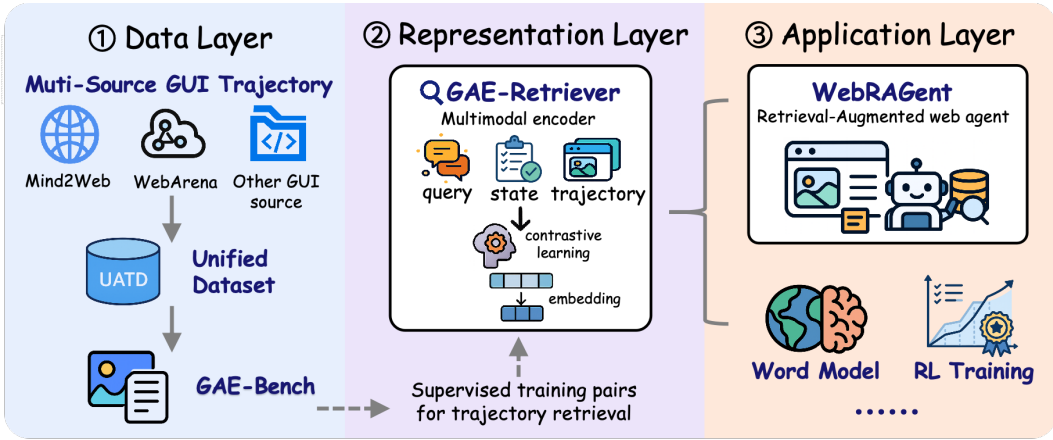 ① Data Layer
Muti-Source GUI Trajectory
Mind2Web
WebArena
Other GUI
source
UATD
Unified
Dataset
GAE-Bench
② Representation Layer
GAE-Retriever
Multimodal encoder
query
state
trajectory
contrastive
learning
embedding
Supervised training pairs
for trajectory retrieval
③ Application Layer
WebRAGent
Retrieval-Augmented web agent
Word Model
RL Training
......